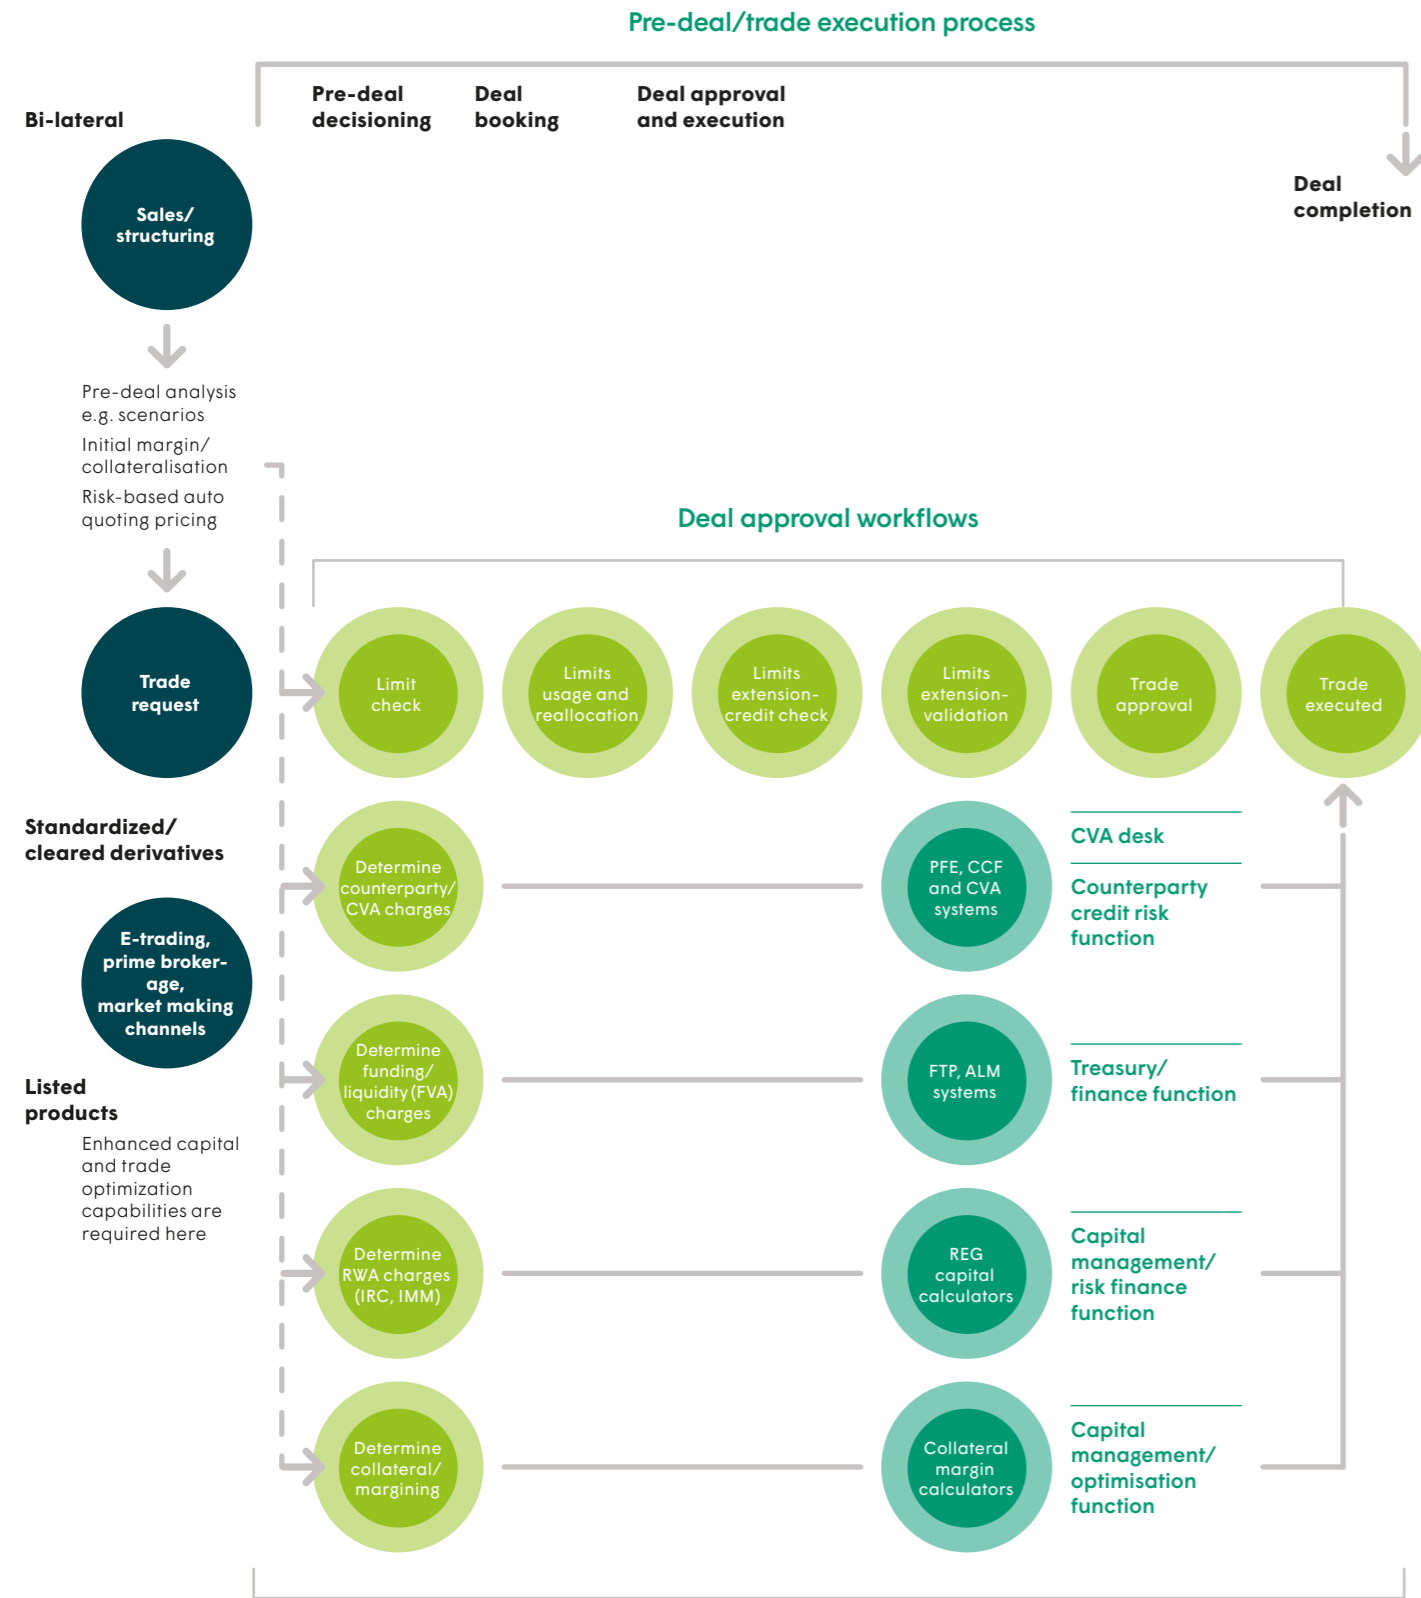 Pre-deal/trade execution process
Bi-lateral
Pre-deal
decisioning
Deal
booking
Deal approval
and execution
Deal
completion
Sales/
structuring
Pre-deal analysis
e.g. scenarios
Initial margin/
collateralisation
Risk-based auto
quoting pricing
Deal approval workflows
Trade
request
Limit
check
Limits
usage and
reallocation
Limits
extension-
credit check
Limits
extension-
validation
Trade
approval
Trade
executed
Standardized/
cleared derivatives
Determine
counterparty/
CVA charges
PFE, CCF
and CVA
systems
CVA desk
Counterparty
credit risk
function
E-trading,
prime broker-
age,
market making
channels
Determine
funding/
liquidity (FVA)
charges
FTP, ALM
systems
Treasury/
finance function
Listed
products
Enhanced capital
and trade
optimization
capabilities are
required here
Determine
RWA charges
(IRC, IMM)
REG
capital
calculators
Capital
management/
risk finance
function
Determine
collateral/
margining
Collateral
margin
calculators
Capital
management/
optimisation
function